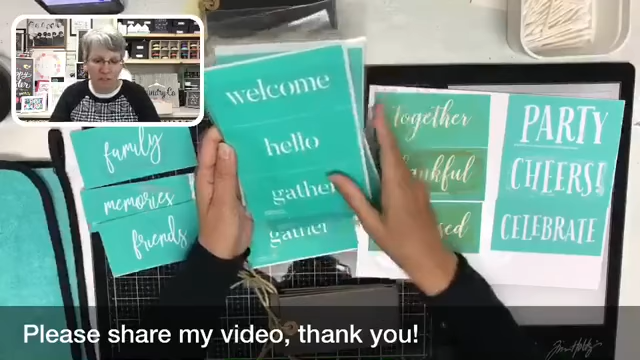 welcome
hello
gather
gather
family
memories
friends
together
PARTY
CHEERS!
CELEBRATE
Please share my video, thank you!